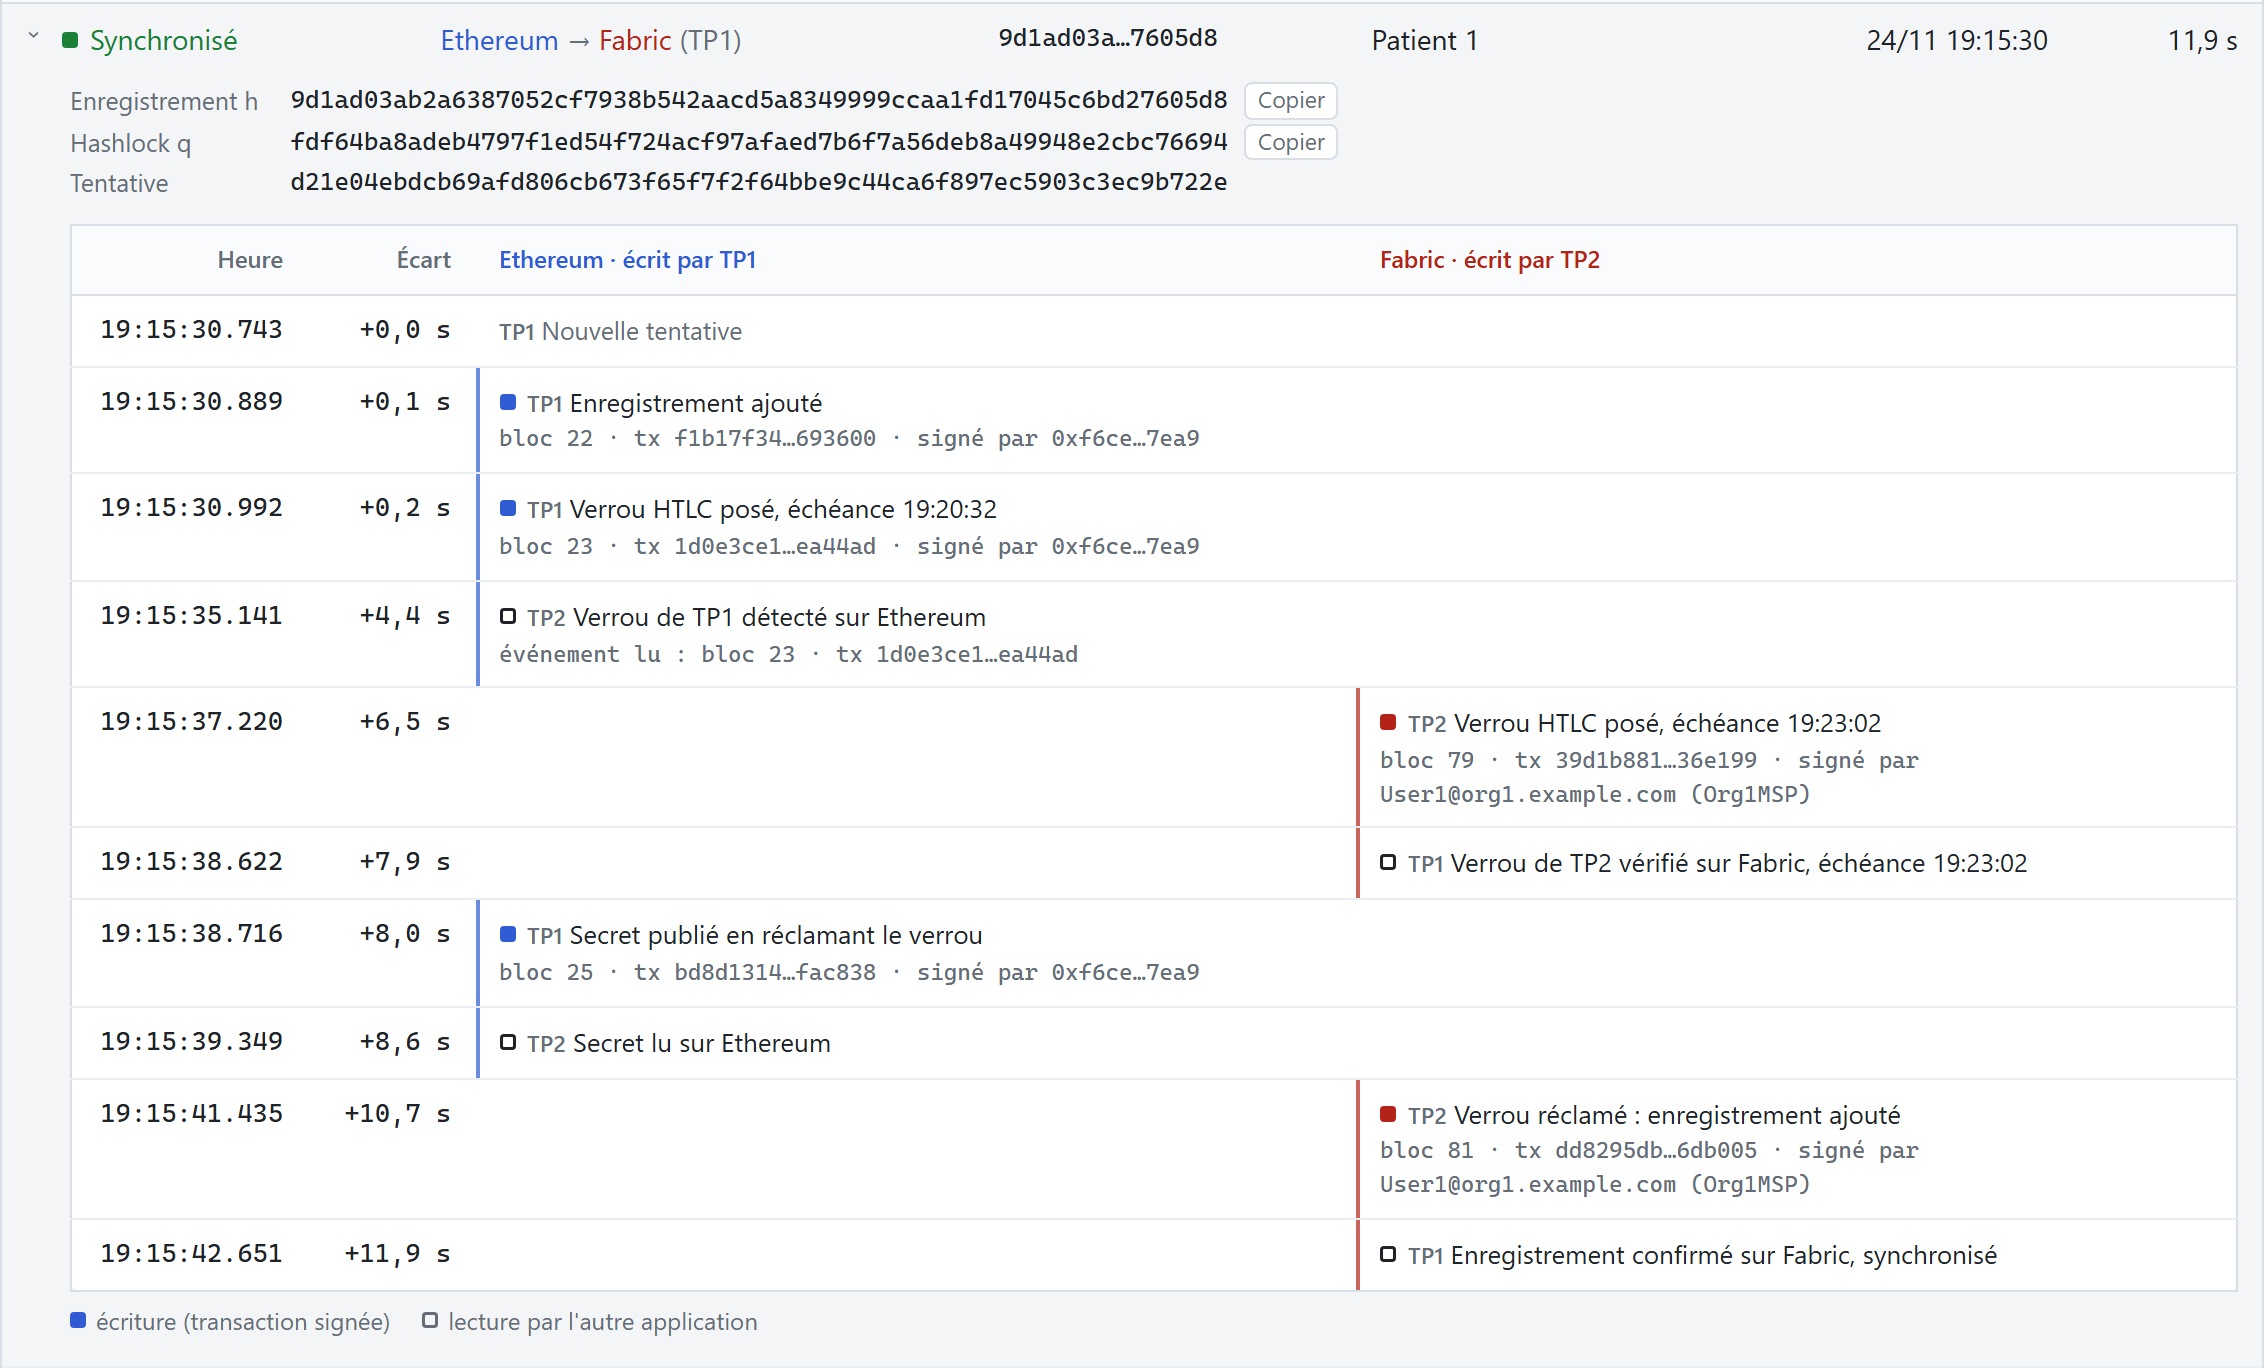 Synchronisé Ethereum → Fabric (TP1) 9d1ad03a…7605d8 Patient 1 24/11 19:15:30 11,9 s
Enregistrement h 9d1ad03ab2a6387052cf7938b542aacd5a8349999ccaa1fd17045c6bd27605d8 Copier
Hashlock q fdf64ba8adeb4797f1ed54f724acf97afaed7b6f7a56deb8a49948e2cbc76694 Copier
Tentative d21e04ebdcb69afd806cb673f65f7f2f64bbe9c44ca6f897ec5903c3ec9b722e
Heure Écart Ethereum · écrit par TP1 Fabric · écrit par TP2
19:15:30.743 +0,0 s TP1 Nouvelle tentative
19:15:30.889 +0,1 s TP1 Enregistrement ajouté
bloc 22 · tx f1b17f34…693600 · signé par 0xf6ce…7ea9
19:15:30.992 +0,2 s TP1 Verrou HTLC posé, échéance 19:20:32
bloc 23 · tx 1d0e3ce1…ea44ad · signé par 0xf6ce…7ea9
19:15:35.141 +4,4 s TP2 Verrou de TP1 détecté sur Ethereum
événement lu : bloc 23 · tx 1d0e3ce1…ea44ad
19:15:37.220 +6,5 s TP2 Verrou HTLC posé, échéance 19:23:02
bloc 79 · tx 39d1b881…36e199 · signé par
User1@org1.example.com (Org1MSP)
19:15:38.622 +7,9 s TP1 Verrou de TP2 vérifié sur Fabric, échéance 19:23:02
19:15:38.716 +8,0 s TP1 Secret publié en réclamant le verrou
bloc 25 · tx bd8d1314…fac838 · signé par 0xf6ce…7ea9
19:15:39.349 +8,6 s TP2 Secret lu sur Ethereum
19:15:41.435 +10,7 s TP2 Verrou réclamé : enregistrement ajouté
bloc 81 · tx dd8295db…6db005 · signé par
User1@org1.example.com (Org1MSP)
19:15:42.651 +11,9 s TP1 Enregistrement confirmé sur Fabric, synchronisé
écriture (transaction signée) lecture par l'autre application